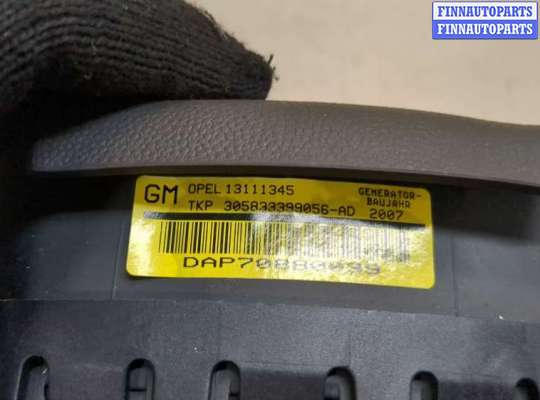 FINNAUTOPARTS
FINNAUTOPARTS
GM OPEL 13111345
TKP 305833399056-AD
GENERATOR-
BAUJAHR
2007